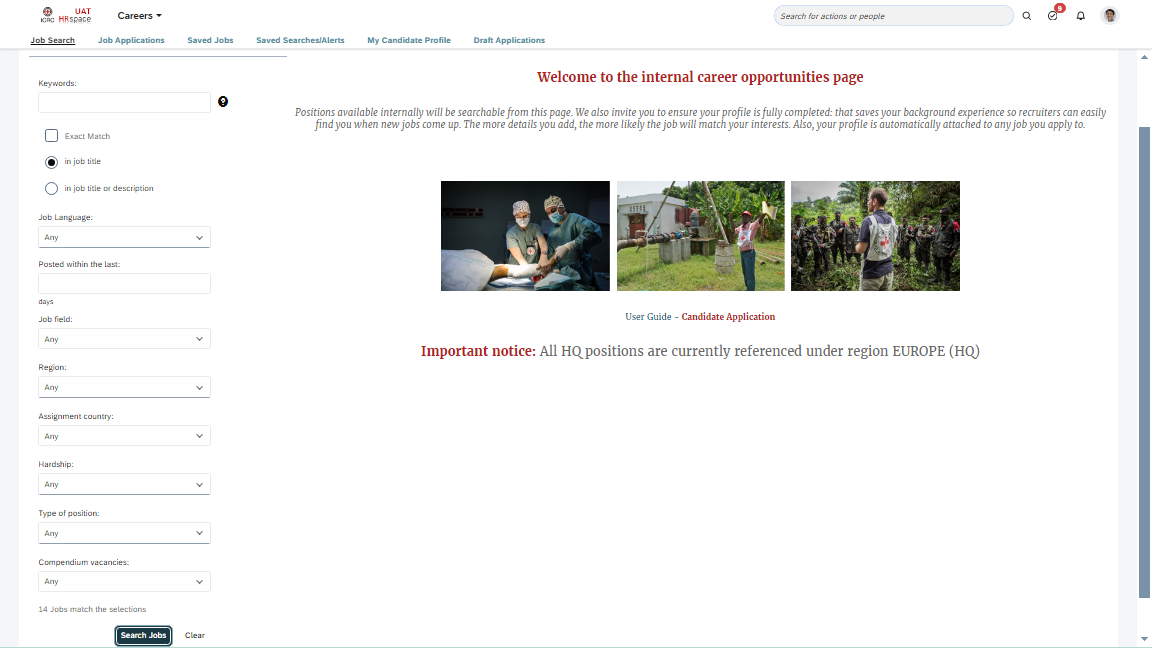 ICRC
UAT
HRspace
Careers
Search for actions or people
9
Job Search
Job Applications
Saved Jobs
Saved Searches/Alerts
My Candidate Profile
Draft Applications
Keywords:
?
Exact Match
in job title
in job title or description
Job Language:
Any
Posted within the last:
days
Job field:
Any
Region:
Any
Assignment country:
Any
Hardship:
Any
Type of position:
Any
Compendium vacancies:
Any
14 Jobs match the selections
Search Jobs
Clear
Welcome to the internal career opportunities page
Positions available internally will be searchable from this page. We also invite you to ensure your profile is fully completed: that saves your background experience so recruiters can easily
find you when new jobs come up. The more details you add, the more likely the job will match your interests. Also, your profile is automatically attached to any job you apply to.
User Guide – Candidate Application
Important notice: All HQ positions are currently referenced under region EUROPE (HQ)